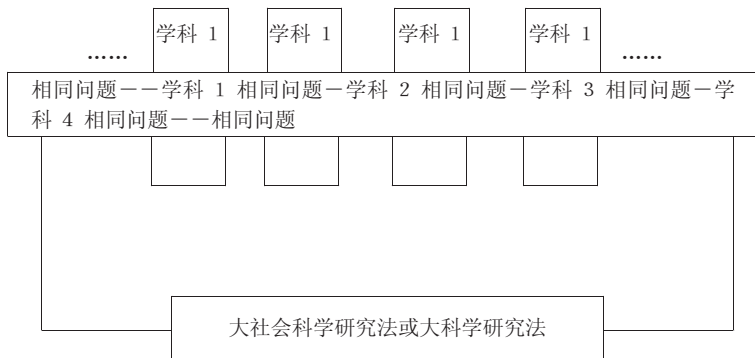 学科 1 学科 1 学科 1 学科 1
…… ……
相同问题——学科 1 相同问题－学科 2 相同问题－学科 3 相同问题－学
科 4 相同问题——相同问题
大社会科学研究法或大科学研究法